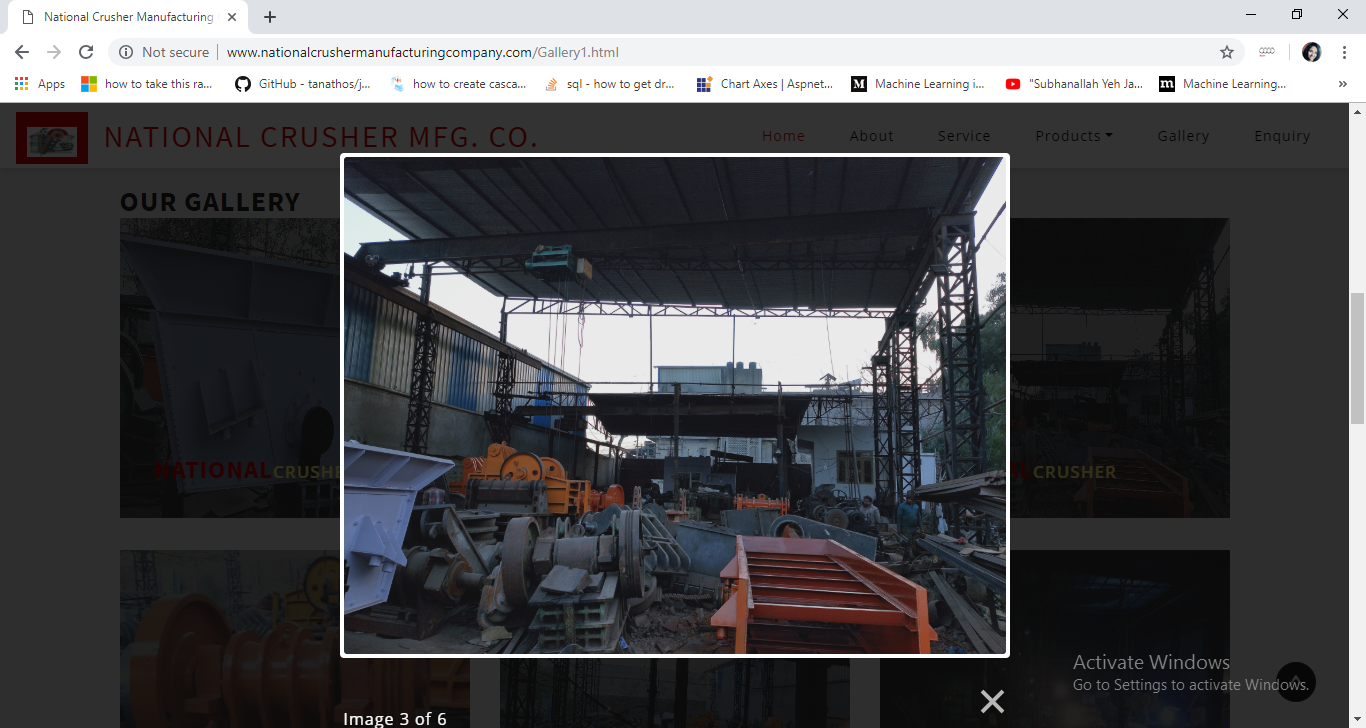 National Crusher Manufacturing
Not secure
www.nationalcrushermanufacturingcompany.com/Gallery1.html
Apps
how to take this ra...
GitHub - tanathos/j...
how to create casca...
sql - how to get dr...
Chart Axes | Aspnet...
Machine Learning i...
"Subhanallah Yeh Ja...
Machine Learning...
NATIONAL CRUSHER MFG. CO.
Home
About
Service
Products
Gallery
Enquiry
OUR GALLERY
NATIONAL CRUSHE
CRUSHER
Activate Windows
Go to Settings to activate Windows.
Image 3 of 6